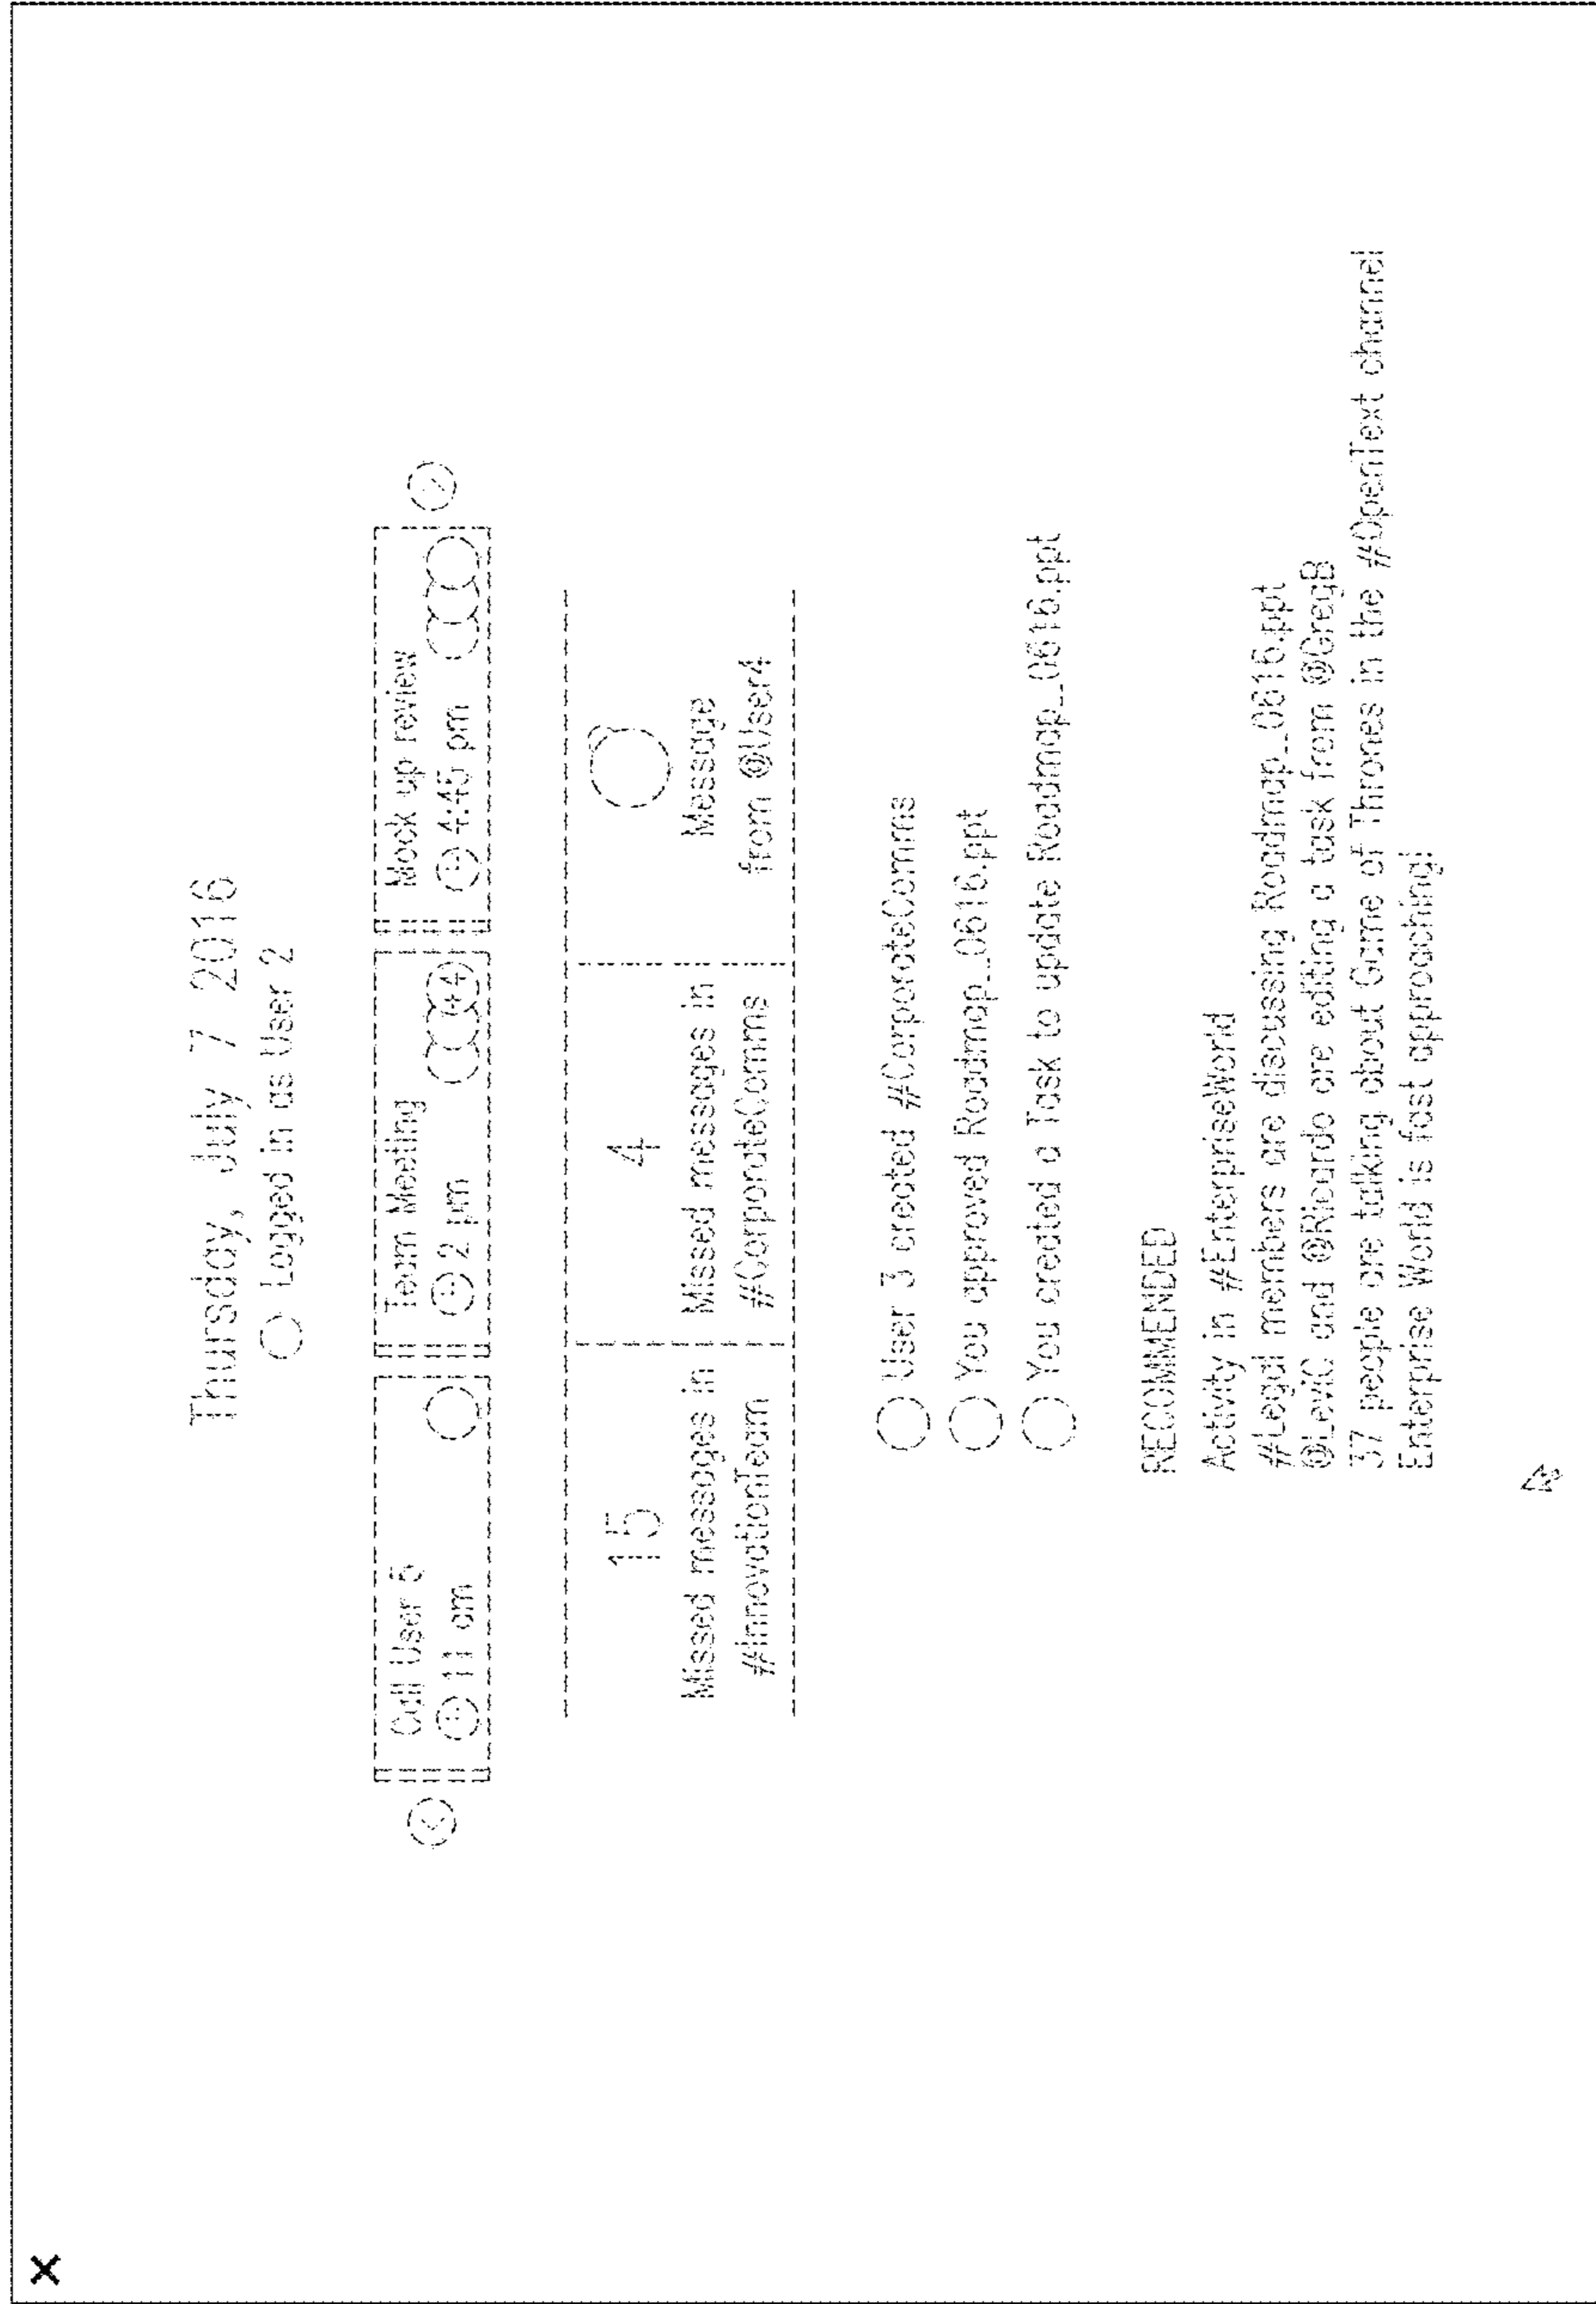 Thursday, July 7 2016
Logged in as User 2
Call User 5
11 am
Team Meeting
2 pm
+4
Mock up review
4:45 pm
15
Missed messages in
#InnovationTeam
4
Missed messages in
#CorporateComms
Message
from @User4
User 3 created #CorporateComms
You approved Roadmap_0616.ppt
You created a Task to update Roadmap_0616.ppt
RECOMMENDED
Activity in #EnterpriseWorld
#Legal members are discussing Roadmap_0616.ppt
@LeviC and @Ricardo are editing a task from @GregB
37 people are talking about Game of Thrones in the #OpenText channel
Enterprise World is fast approaching!